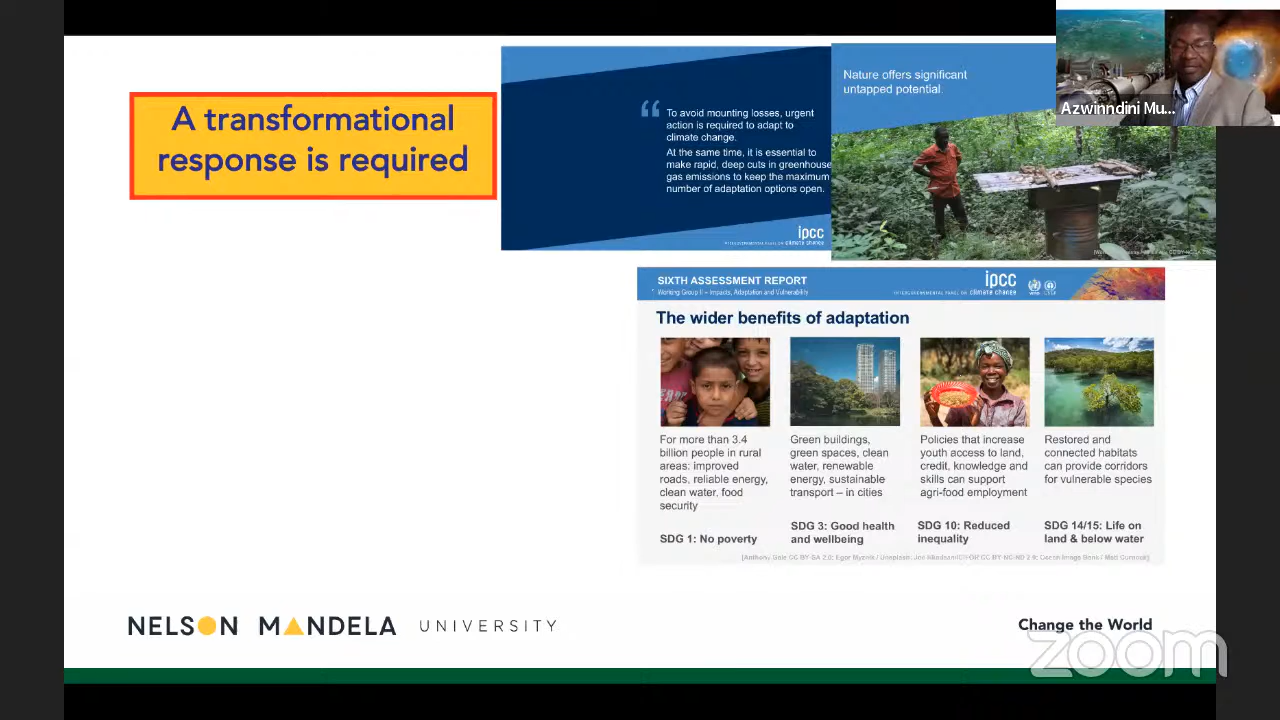 A transformational
response is required
“
To avoid mounting losses, urgent
action is required to adapt to
climate change.
At the same time, it is essential to
make rapid, deep cuts in greenhouse
gas emissions to keep the maximum
number of adaptation options open.
ipcc
INTERGOVERNMENTAL PANEL ON climate change
Nature offers significant
untapped potential
Azwinndini Mu...
SIXTH ASSESSMENT REPORT
Working Group II – Impacts, Adaptation and Vulnerability
ipcc
INTERGOVERNMENTAL PANEL ON climate change
The wider benefits of adaptation
For more than 3.4
billion people in rural
areas: improved
roads, reliable energy,
clean water, food
security
SDG 1: No poverty
Green buildings,
green spaces, clean
water, renewable
energy, sustainable
transport – in cities
SDG 3: Good health
and wellbeing
Policies that increase
youth access to land,
credit, knowledge and
skills can support
agri-food employment
SDG 10: Reduced
inequality
Restored and
connected habitats
can provide corridors
for vulnerable species
SDG 14/15: Life on
land & below water
NELSON MANDELA UNIVERSITY
Change the World
zoom